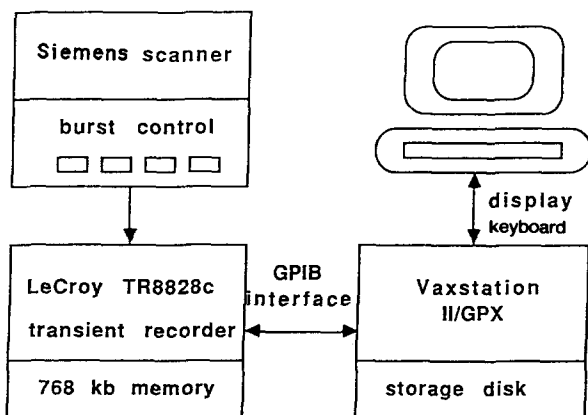 Siemens scanner
burst control
display
keyboard
LeCroy TR8828c
transient recorder
768 kb memory
GPIB
interface
Vaxstation
II/GPX
storage disk